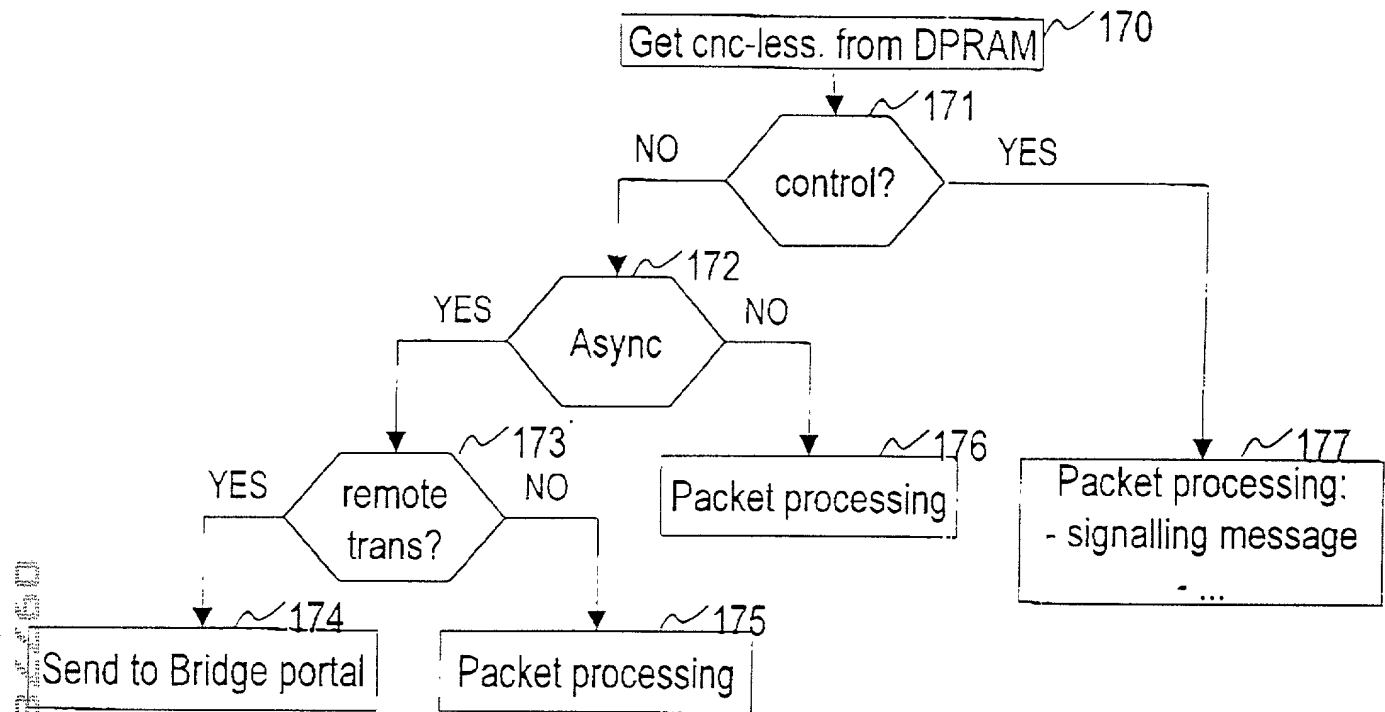 Get cnc-less. from DPRAM
170
171
NO
YES
control?
172
YES
NO
Async
173
176
177
YES
remote
trans?
NO
Packet processing
Packet processing:
- signalling message
- ...
174
175
Send to Bridge portal
Packet processing